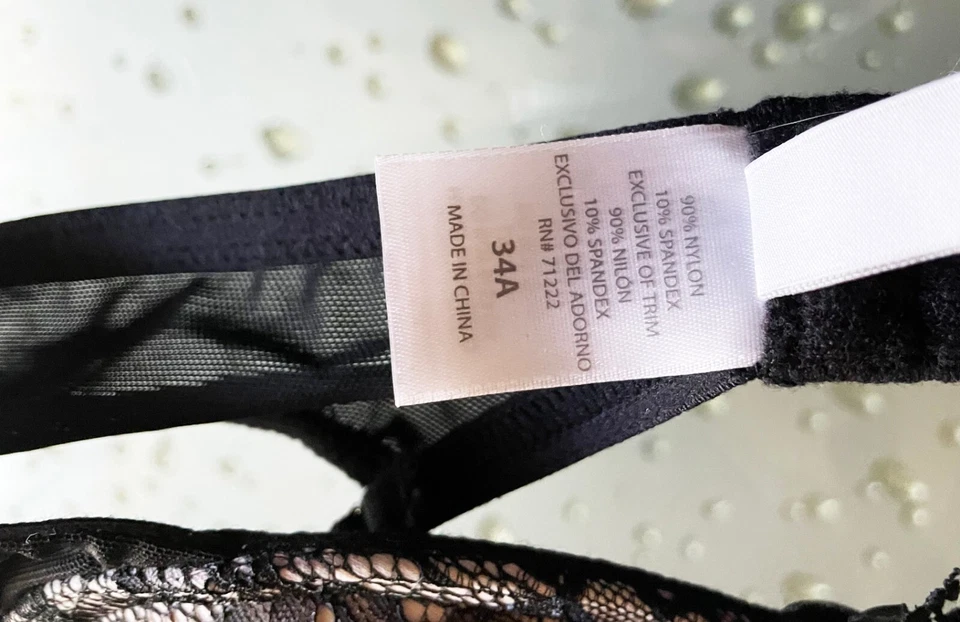 90% NYLON
10% SPANDEX
EXCLUSIVE OF TRIM
90% NILÓN
10% SPANDEX
EXCLUSIVO DEL ADORNO
RN# 71222
34A
MADE IN CHINA